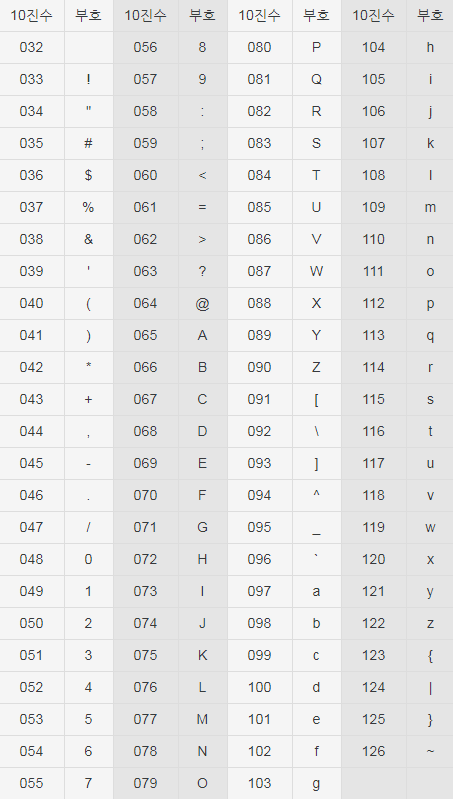 10진수 부호 10진수 부호 10진수 부호 10진수 부호
032 056 8 080 P 104 h
033 ! 057 9 081 Q 105 i
034 " 058 : 082 R 106 j
035 # 059 ; 083 S 107 k
036 $ 060 < 084 T 108 l
037 % 061 = 085 U 109 m
038 & 062 > 086 V 110 n
039 ' 063 ? 087 W 111 o
040 ( 064 @ 088 X 112 p
041 ) 065 A 089 Y 113 q
042 * 066 B 090 Z 114 r
043 + 067 C 091 [ 115 s
044 , 068 D 092 \ 116 t
045 - 069 E 093 ] 117 u
046 . 070 F 094 ^ 118 v
047 / 071 G 095 _ 119 w
048 0 072 H 096 ` 120 x
049 1 073 I 097 a 121 y
050 2 074 J 098 b 122 z
051 3 075 K 099 c 123 {
052 4 076 L 100 d 124 |
053 5 077 M 101 e 125 }
054 6 078 N 102 f 126 ~
055 7 079 O 103 g